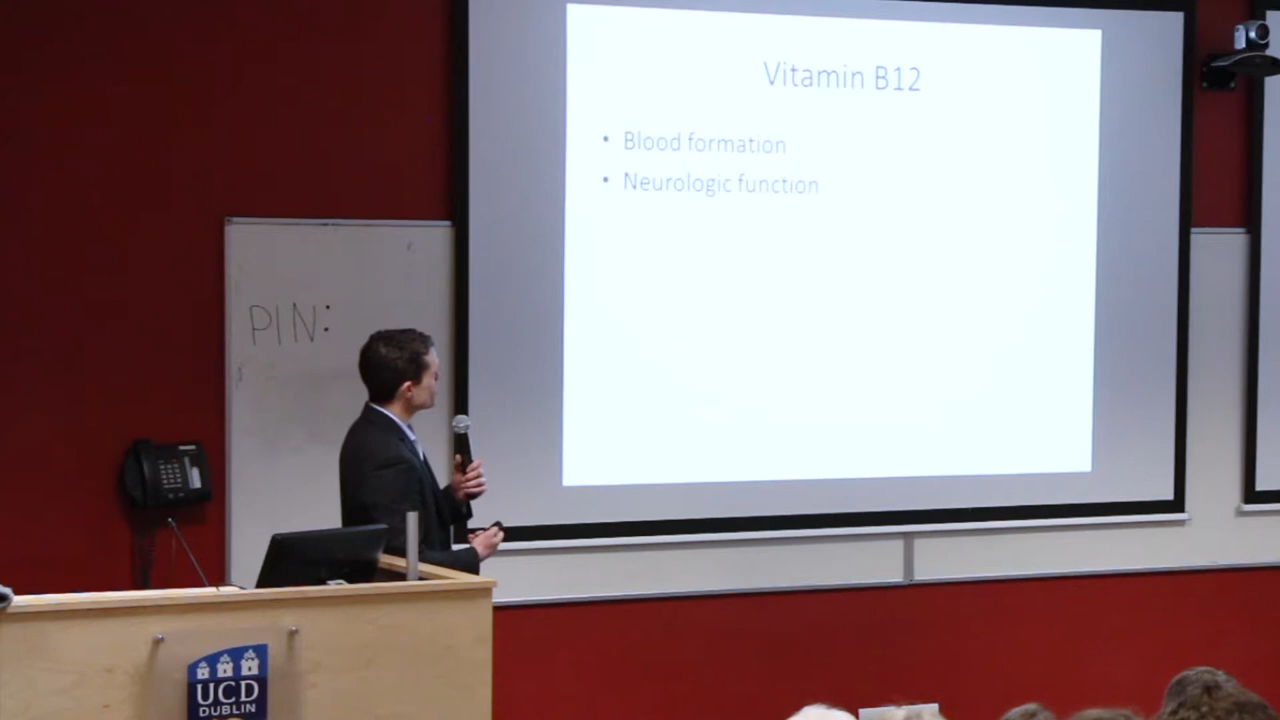 Vitamin B12
• Blood formation
• Neurologic function
PIN:
UCD
DUBLIN